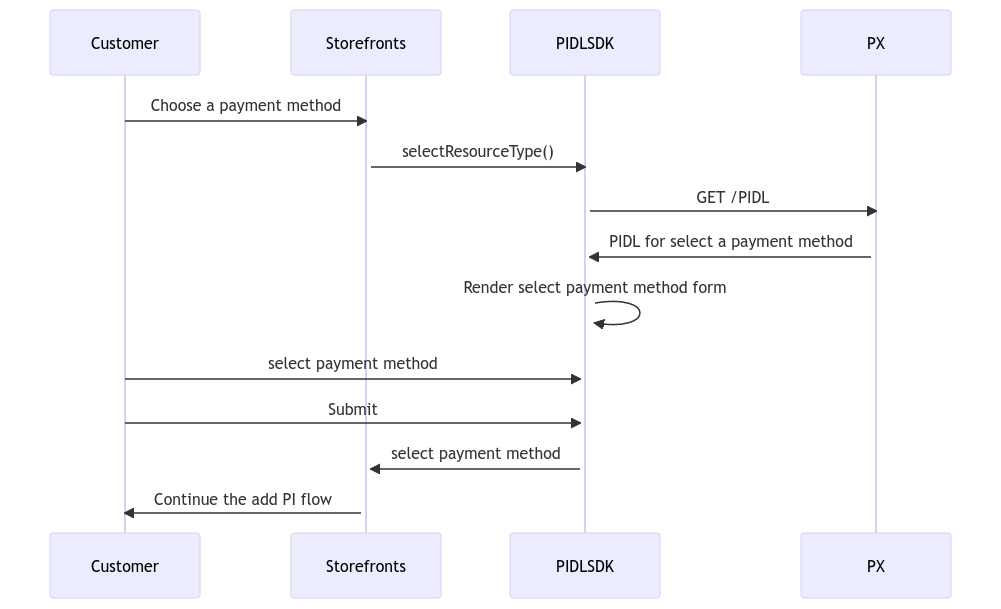 Customer
Storefronts
PIDLSDK
PX
Choose a payment method
selectResourceType()
GET /PIDL
PIDL for select a payment method
Render select payment method form
select payment method
Submit
select payment method
Continue the add PI flow
Customer
Storefronts
PIDLSDK
PX